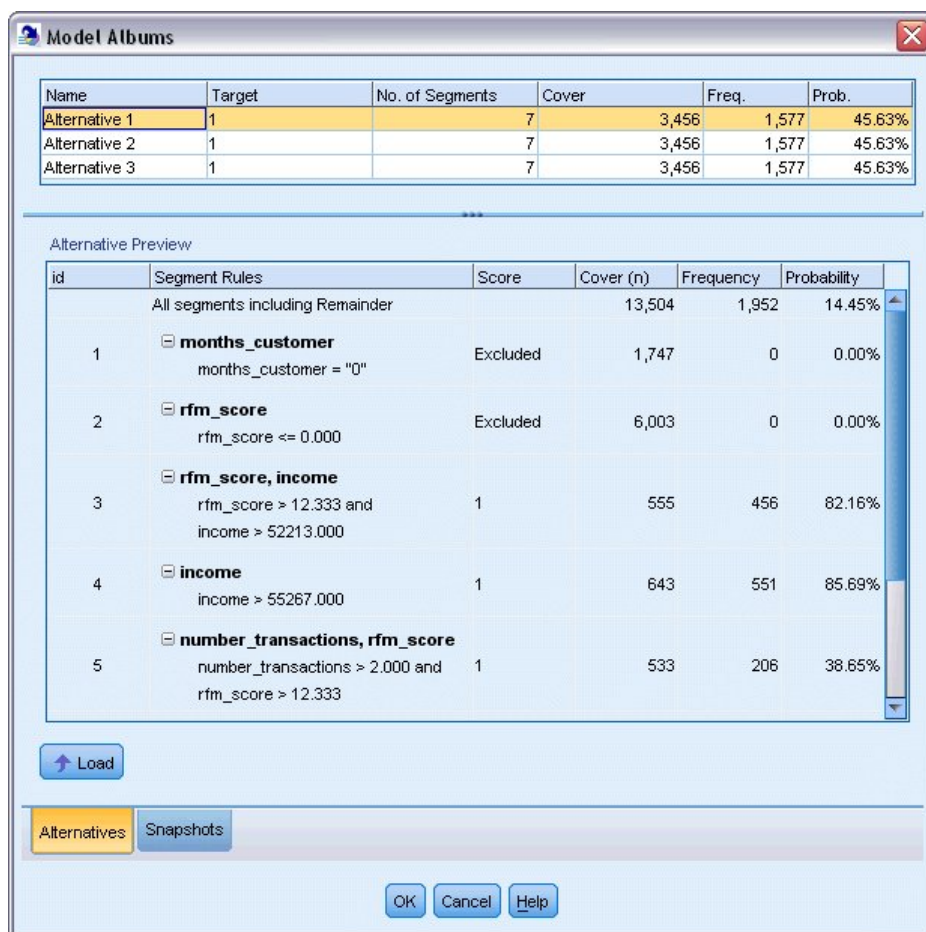 Model Albums
Name Target No. of Segments Cover Freq. Prob.
Alternative 1 1 7 3,456 1,577 45.63%
Alternative 2 1 7 3,456 1,577 45.63%
Alternative 3 1 7 3,456 1,577 45.63%
Alternative Preview
id Segment Rules Score Cover (n) Frequency Probability
All segments including Remainder 13,504 1,952 14.45%
months_customer
1 Excluded 1,747 0 0.00%
months_customer = "0"
rfm_score
2 Excluded 6,003 0 0.00%
rfm_score <= 0.000
rfm_score, income
3 rfm_score > 12.333 and 1 555 456 82.16%
income > 52213.000
income
4 1 643 551 85.69%
income > 55267.000
number_transactions, rfm_score
5 number_transactions > 2.000 and 1 533 206 38.65%
rfm_score > 12.333
Load
Alternatives Snapshots
OK Cancel Help